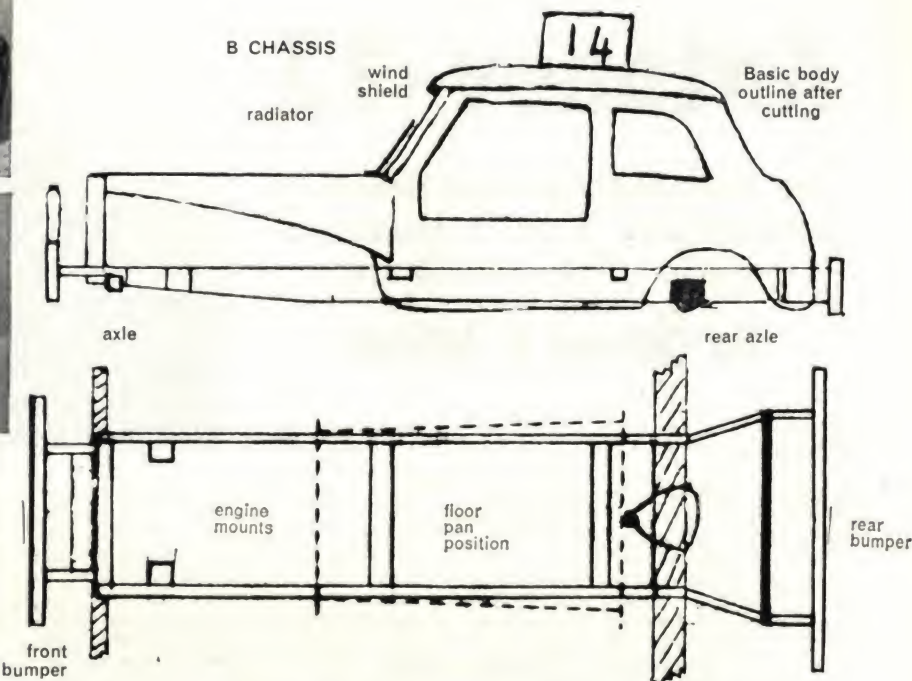 14
B CHASSIS
wind
shield
Basic body
outline after
cutting
radiator
axle
rear azle
engine
mounts
floor
pan
position
rear
bumper
front
bumper